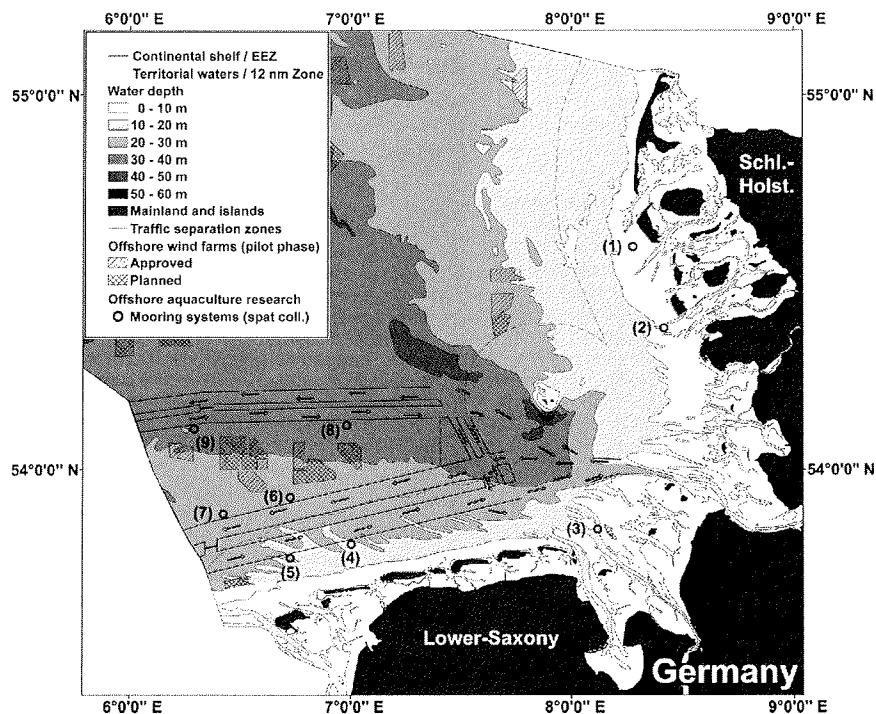 6°0'0'' E 7°0'0'' E 8°0'0'' E 9°0'0'' E
Continental shelf / EEZ
Territorial waters / 12 nm Zone
Water depth
0 - 10 m
10 - 20 m
20 - 30 m
30 - 40 m
40 - 50 m
50 - 60 m
Mainland and islands
Traffic separation zones
Offshore wind farms (pilot phase)
Approved
Planned
Offshore aquaculture research
Mooring systems (spat coll.)
55°0'0'' N 55°0'0'' N
Schl.-
Holst.
(1)
(2)
(9) (8)
54°0'0'' N 54°0'0'' N
(6)
(7)
(3)
(4)
(5)
Lower-Saxony
Germany
6°0'0'' E 7°0'0'' E 8°0'0'' E 9°0'0'' E